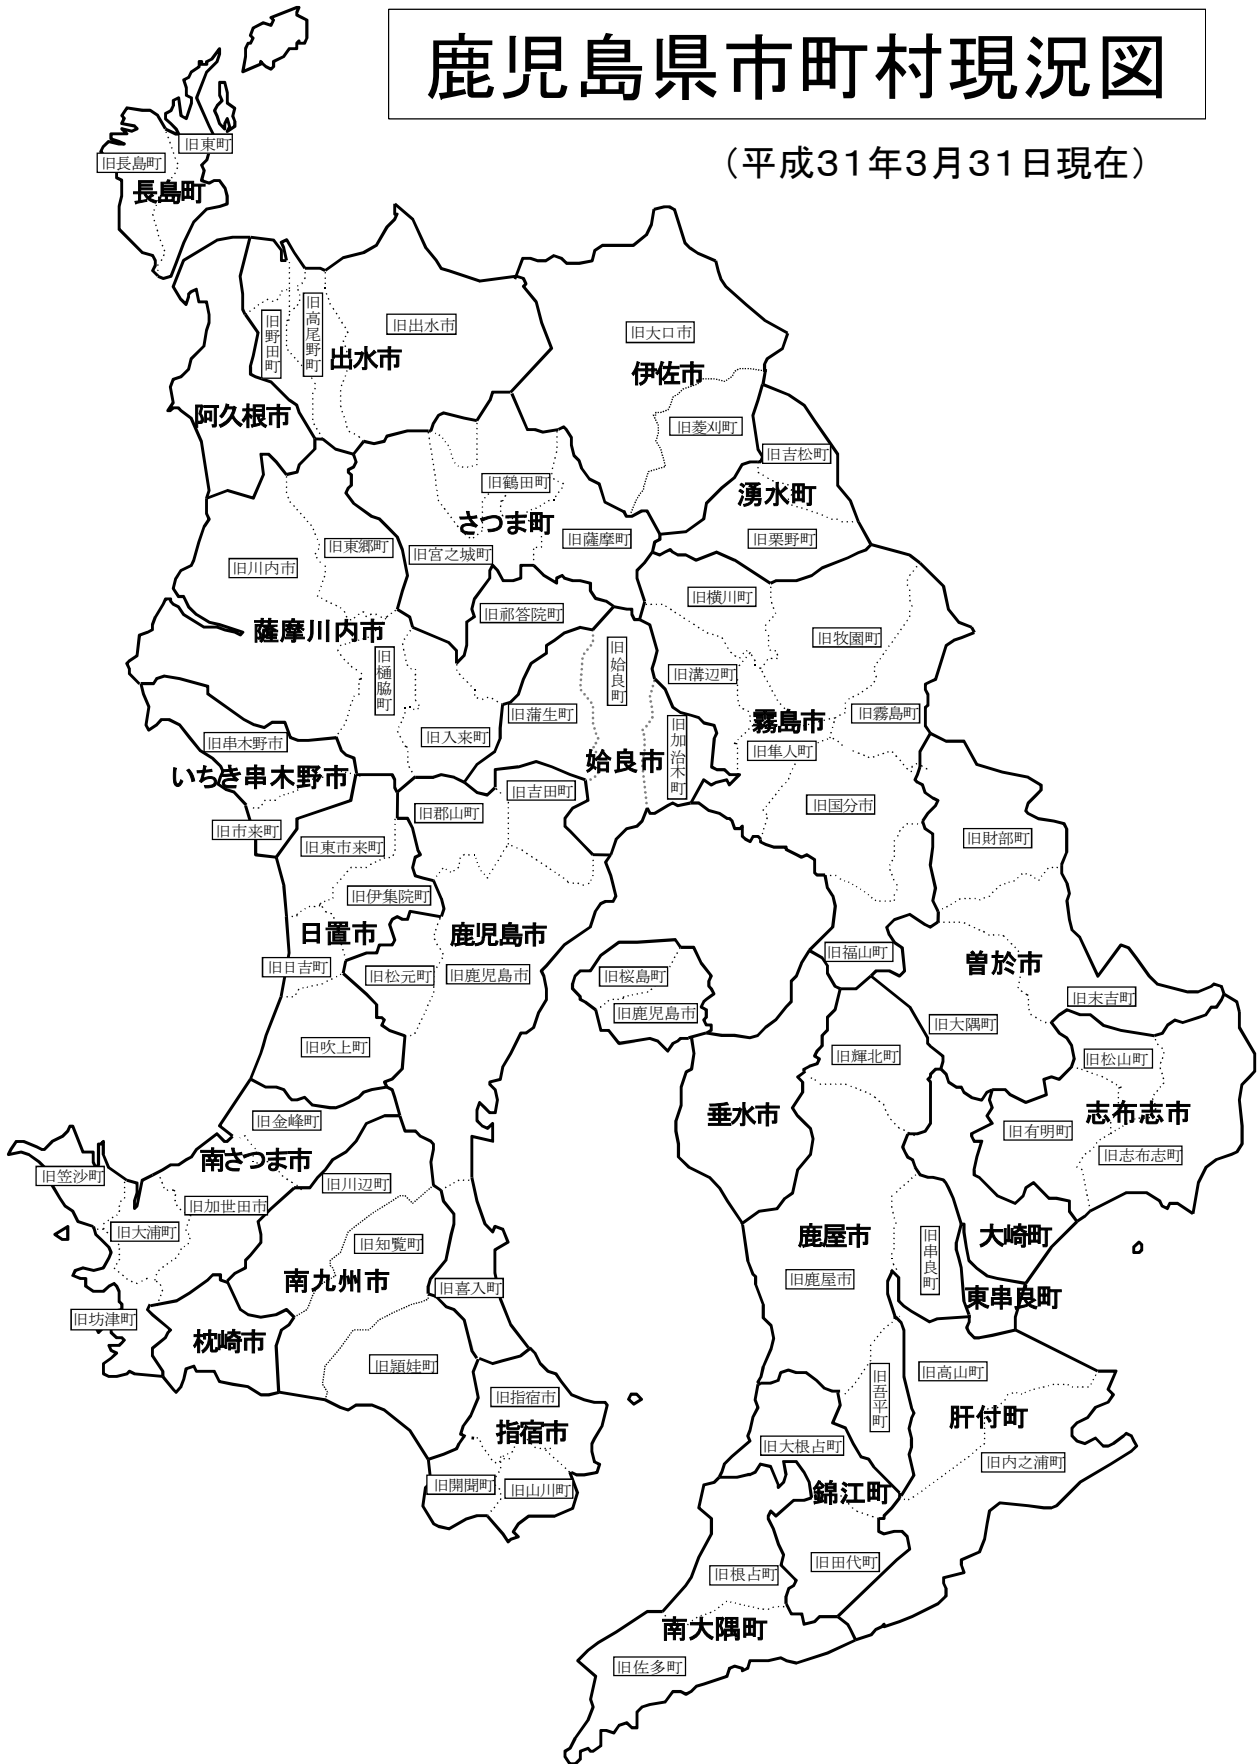 鹿児島県市町村現況図
（平成31年3月31日現在）
旧東町
旧長島町
長島町
旧野田町
旧高尾野町
旧出水市
出水市
阿久根市
旧大口市
伊佐市
旧菱刈町
旧吉松町
湧水町
旧栗野町
旧鶴田町
さつま町
旧薩摩町
旧宮之城町
旧東郷町
旧川内市
薩摩川内市
旧祁答院町
旧樋脇町
旧入来町
旧蒲生町
旧姶良町
姶良市
旧加治木町
旧横川町
旧牧園町
旧溝辺町
霧島市
旧霧島町
旧隼人町
旧国分市
旧福山町
旧串木野市
いちき串木野市
旧市来町
旧東市来町
旧伊集院町
日置市
旧日吉町
旧吹上町
旧郡山町
旧吉田町
鹿児島市
旧松元町
旧鹿児島市
旧桜島町
旧鹿児島市
旧財部町
曽於市
旧末吉町
旧大隅町
旧輝北町
垂水市
旧松山町
志布志市
旧有明町
旧志布志町
旧金峰町
南さつま市
旧笠沙町
旧加世田市
旧大浦町
旧坊津町
枕崎市
旧川辺町
旧知覧町
南九州市
旧頴娃町
旧喜入町
旧指宿市
指宿市
旧開聞町
旧山川町
鹿屋市
旧鹿屋市
旧串良町
旧吾平町
大崎町
東串良町
旧高山町
肝付町
旧内之浦町
旧大根占町
錦江町
旧田代町
旧根占町
南大隅町
旧佐多町